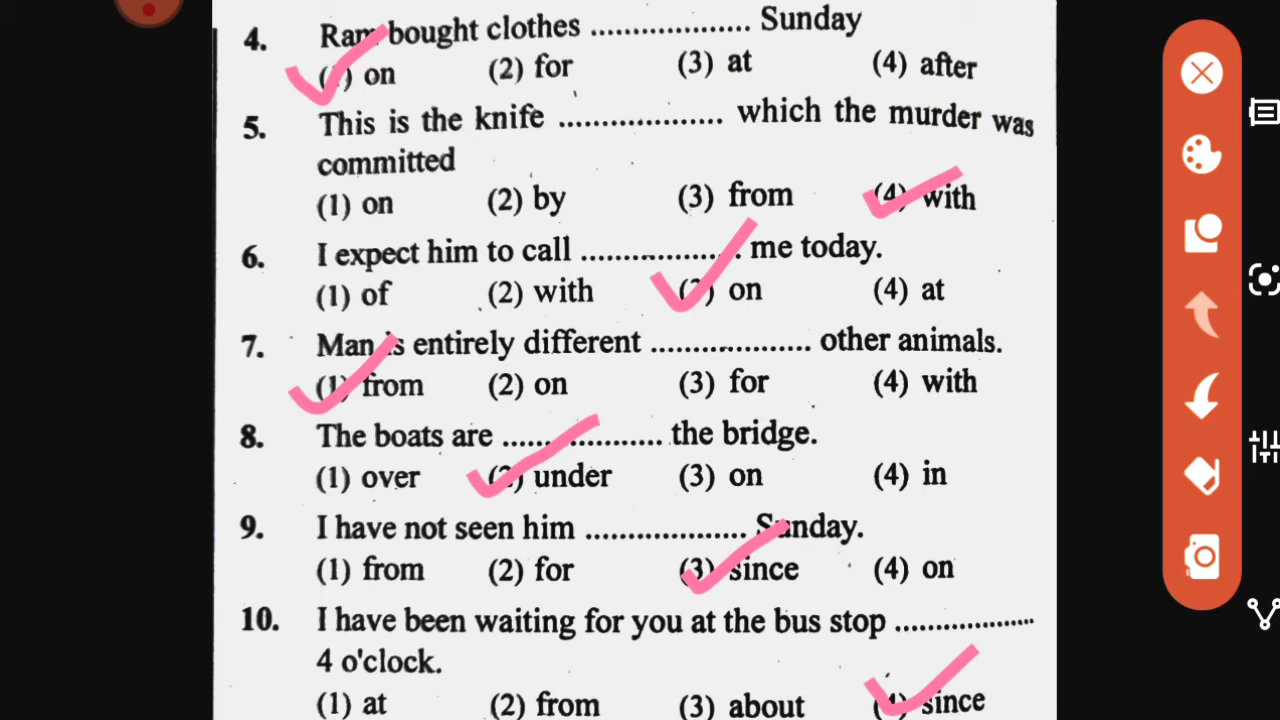 4. Ram bought clothes ................... Sunday
(1) on (2) for (3) at (4) after
5. This is the knife ................... which the murder was
committed
(1) on (2) by (3) from (4) with
6. I expect him to call ................... me today.
(1) of (2) with (3) on (4) at
7. Man is entirely different ................... other animals.
(1) from (2) on (3) for (4) with
8. The boats are ................... the bridge.
(1) over (2) under (3) on (4) in
9. I have not seen him ................... Sunday.
(1) from (2) for (3) since (4) on
10. I have been waiting for you at the bus stop ...................
4 o'clock.
(1) at (2) from (3) about (4) since